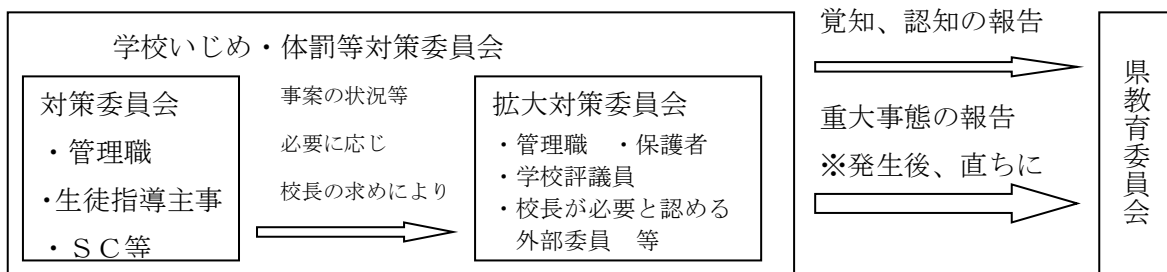 学校いじめ・体罰等対策委員会
対策委員会
・管理職
・生徒指導主事
・ＳＣ等
事案の状況等
必要に応じ
校長の求めにより
拡大対策委員会
・管理職　・保護者
・学校評議員
・校長が必要と認める
外部委員　等
覚知、認知の報告
重大事態の報告
※発生後、直ちに
県教育委員会